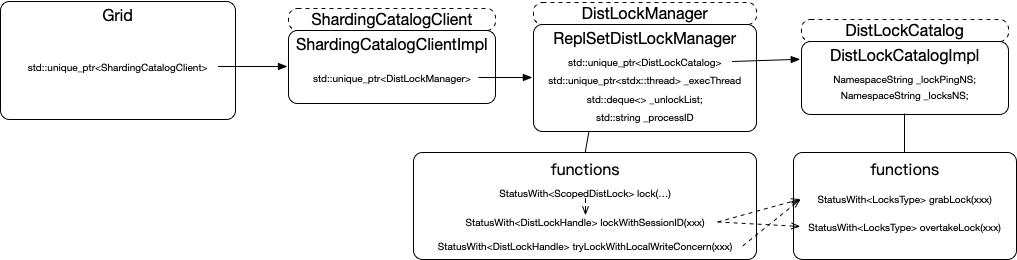 Grid
std::unique_ptr<ShardingCatalogClient>
ShardingCatalogClient
ShardingCatalogClientImpl
std::unique_ptr<DistLockManager>
DistLockManager
ReplSetDistLockManager
std::unique_ptr<DistLockCatalog>
std::unique_ptr<stdx::thread> _execThread
std::deque<> _unlockList;
std::string _processID
DistLockCatalog
DistLockCatalogImpl
NamespaceString _lockPingNS;
NamespaceString _locksNS;
functions
StatusWith<ScopedDistLock> lock(...)
StatusWith<DistLockHandle> lockWithSessionID(xxx)
StatusWith<DistLockHandle> tryLockWithLocalWriteConcern(xxx)
functions
StatusWith<LocksType> grabLock(xxx)
StatusWith<LocksType> overtakeLock(xxx)